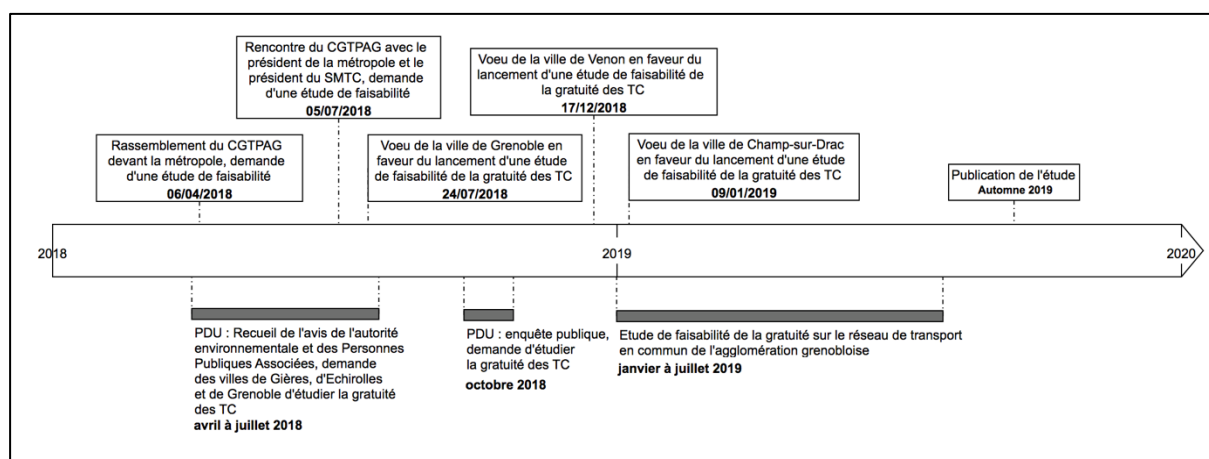 Rencontre du CGTPAG avec le
président de la métropole et le
président du SMTC, demande
d'une étude de faisabilité
05/07/2018
Voeu de la ville de Venon en faveur du
lancement d'une étude de faisabilité de
la gratuité des TC
17/12/2018
Rassemblement du CGTPAG
devant la métropole, demande
d'une étude de faisabilité
06/04/2018
Voeu de la ville de Grenoble en
faveur du lancement d'une étude
de faisabilité de la gratuité des TC
24/07/2018
Voeu de la ville de Champ-sur-Drac
en faveur du lancement d'une étude
de faisabilité de la gratuité des TC
09/01/2019
Publication de l'étude
Automne 2019
2018
2019
2020
PDU : Recueil de l'avis de l'autorité
environnementale et des Personnes
Publiques Associées, demande
des villes de Gières, d'Echirolles
et de Grenoble d'étudier la gratuité
des TC
avril à juillet 2018
PDU : enquête publique,
demande d'étudier
la gratuité des TC
octobre 2018
Etude de faisabilité de la gratuité sur le réseau de transport
en commun de l'agglomération grenobloise
janvier à juillet 2019